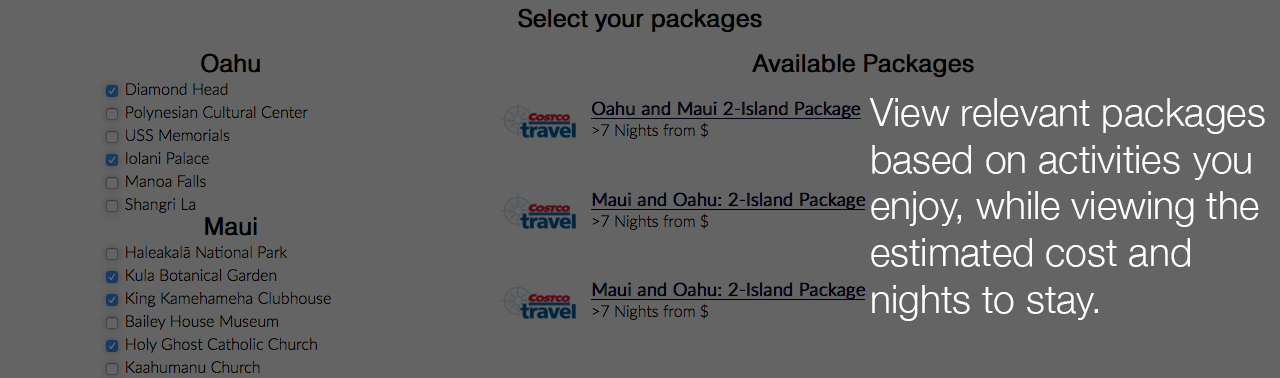 Select your packages
Oahu
Diamond Head
Polynesian Cultural Center
USS Memorials
Iolani Palace
Manoa Falls
Shangri La
Maui
Haleakalā National Park
Kula Botanical Garden
King Kamehameha Clubhouse
Bailey House Museum
Holy Ghost Catholic Church
Kaahumanu Church
Available Packages
Costco
travel
Oahu and Maui 2-Island Package
>7 Nights from $
Costco
travel
Maui and Oahu: 2-Island Package
>7 Nights from $
Costco
travel
Maui and Oahu: 2-Island Package
>7 Nights from $
View relevant packages
based on activities you
enjoy, while viewing the
estimated cost and
nights to stay.